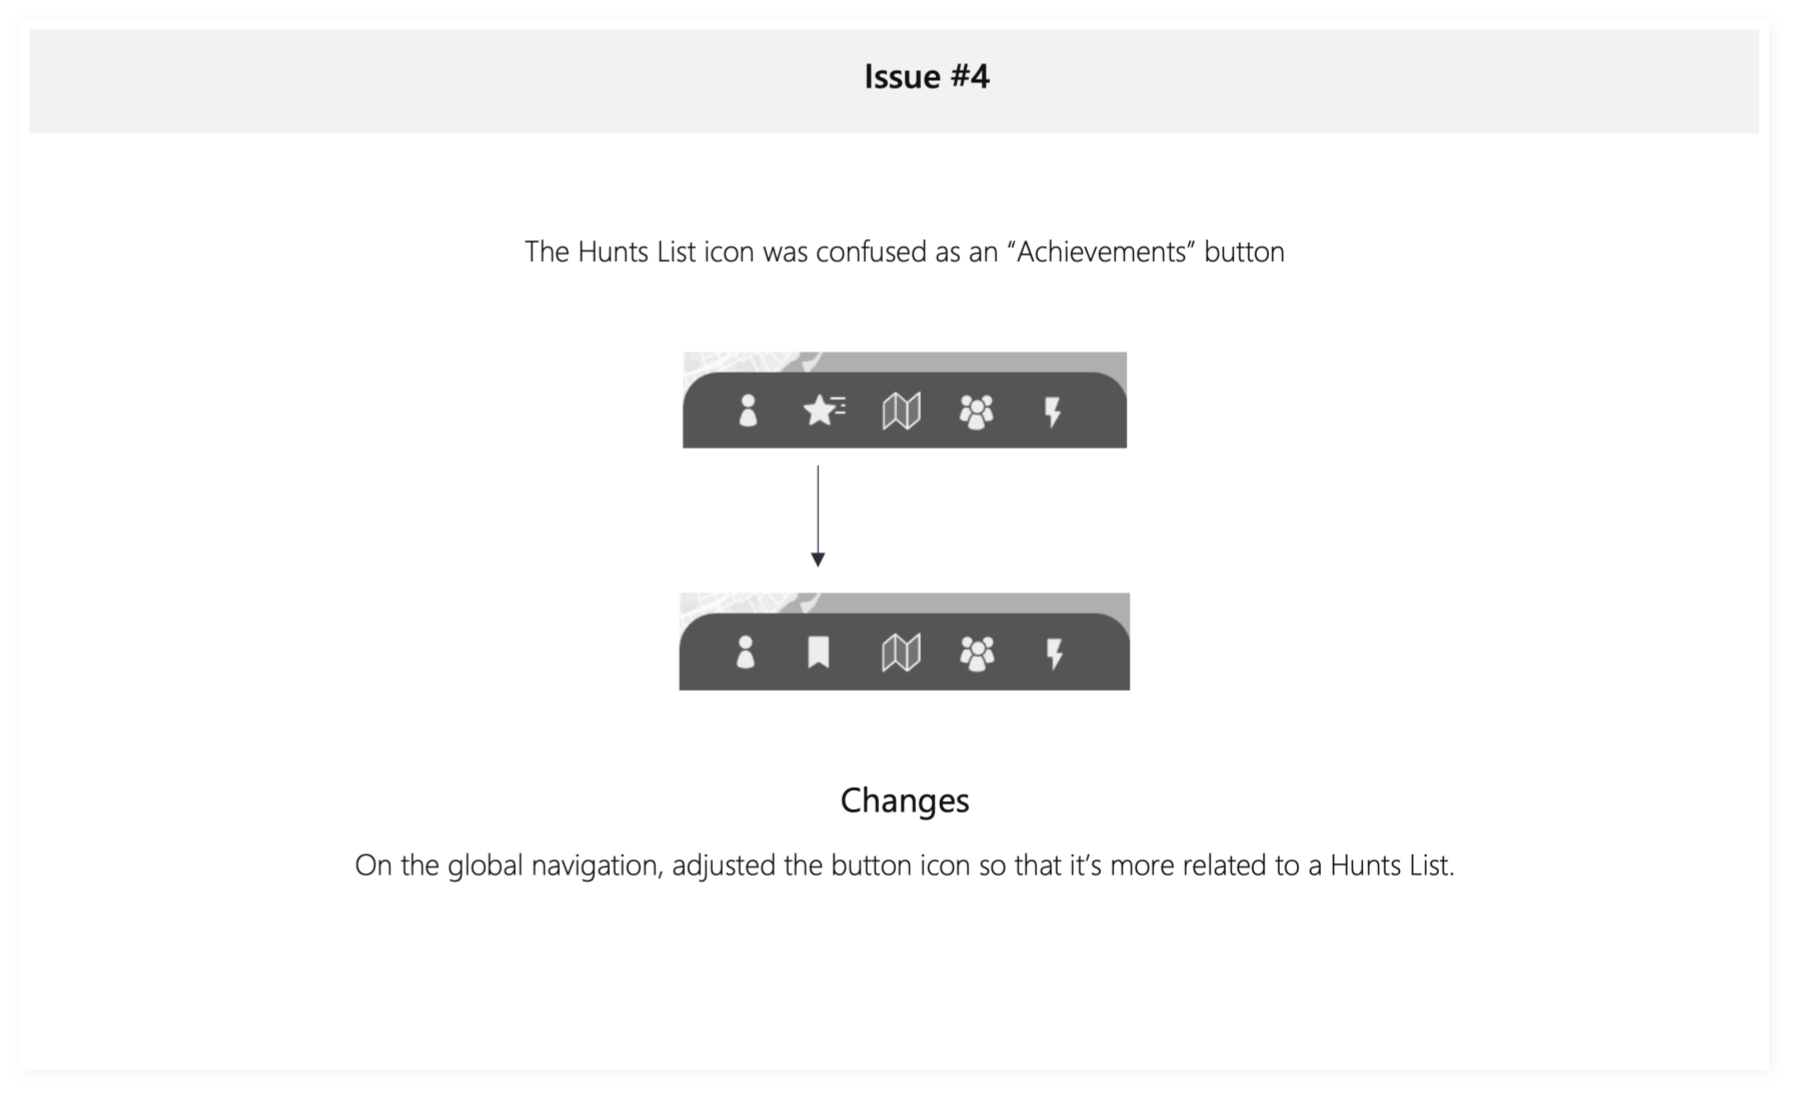 Issue #4
The Hunts List icon was confused as an “Achievements” button
Changes
On the global navigation, adjusted the button icon so that it’s more related to a Hunts List.